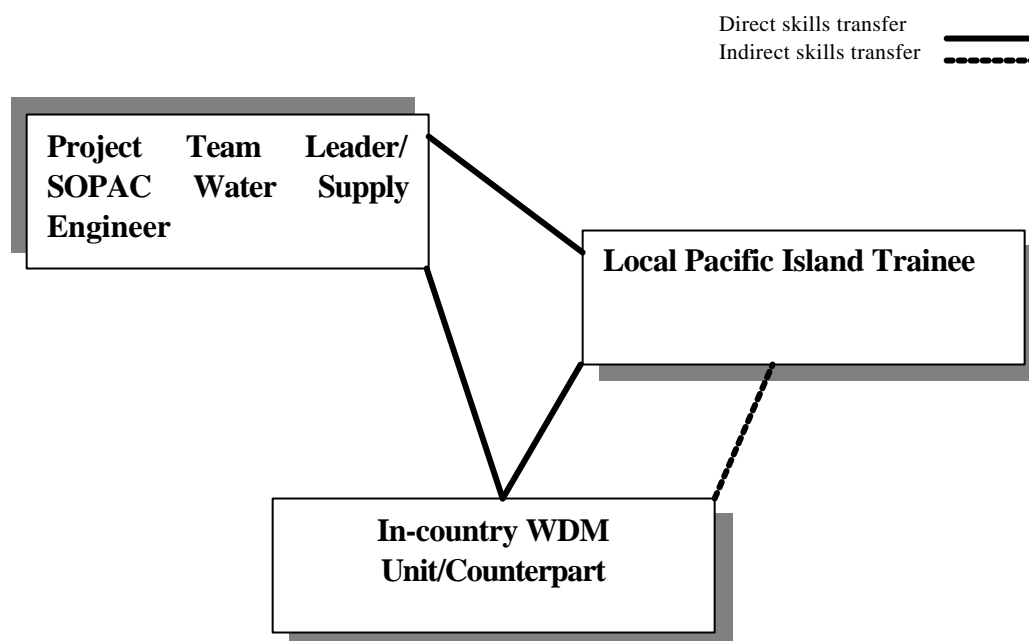 Direct skills transfer
Indirect skills transfer
Project Team Leader/
SOPAC Water Supply
Engineer
Local Pacific Island Trainee
In-country WDM
Unit/Counterpart